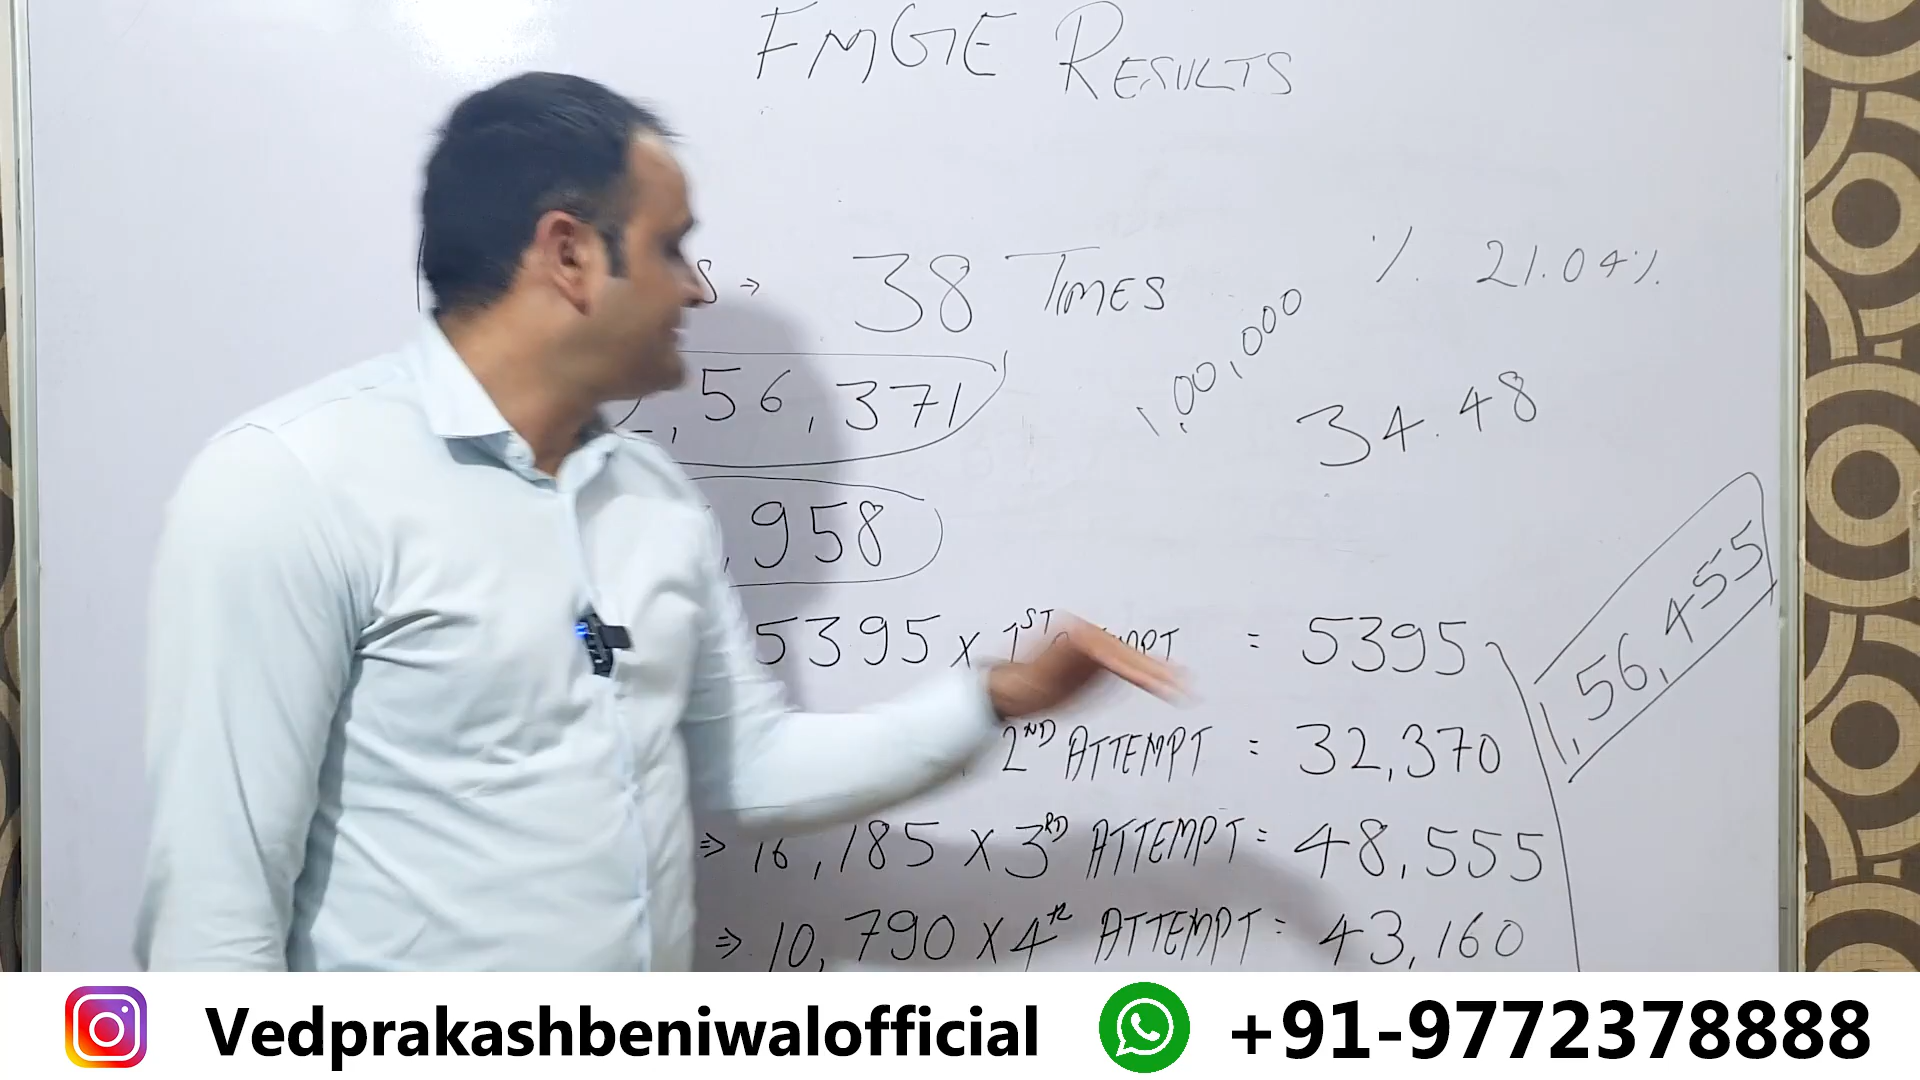 FMGE RESULTS
S → 38 TIMES
% 21.04%
2,56,371
1,00,000
34.48
,958
1,56,455
5395 X 1ST = 5395
2ND ATTEMPT = 32,370
⇒ 16,185 X 3RD ATTEMPT = 48,555
⇒ 10,790 X 4th ATTEMPT = 43,160
Vedprakashbeniwalofficial +91-9772378888